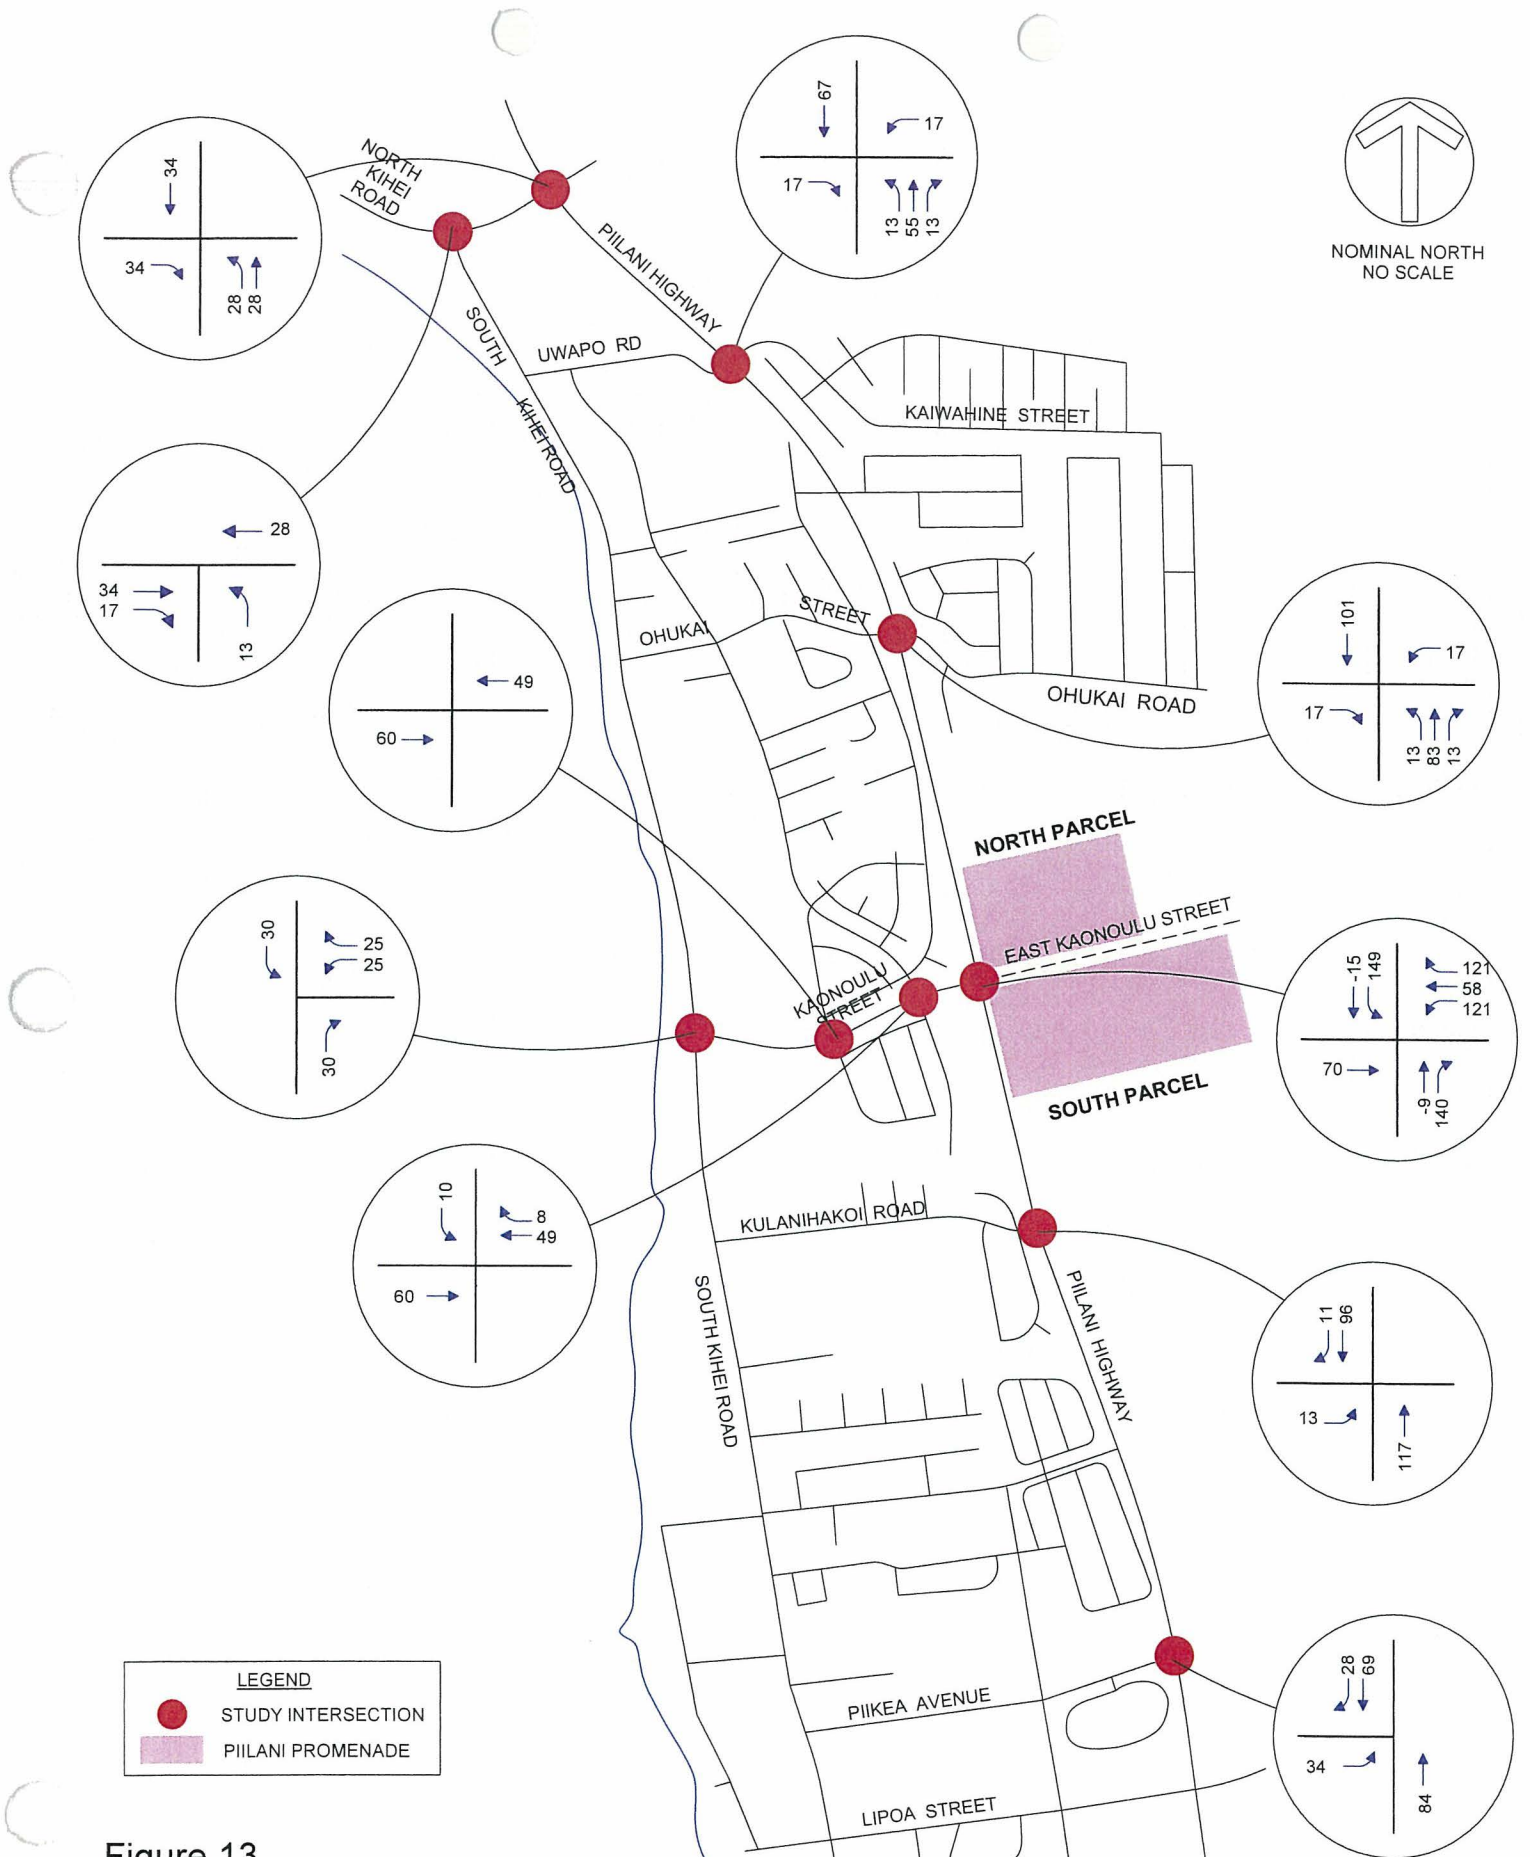 67
17
17
13 55 13
34
34
28 28
NORTH
KIHEI
ROAD
NOMINAL NORTH
NO SCALE
PIILANI HIGHWAY
SOUTH
UWAPO RD
KIHEI ROAD
KAIWAHINE STREET
28
34
17
13
49
60
OHUKAI
STREET
101
17
17
13 83 13
OHUKAI ROAD
NORTH PARCEL
EAST KAONOULU STREET
SOUTH PARCEL
30
25
25
30
KAONOULU
STREET
-15 149
121
58
121
70
-9 140
10
8
49
60
KULANIHAKOI ROAD
SOUTH KIHEI ROAD
PIILANI HIGHWAY
11 96
13
117
28 69
34
84
PIIKEA AVENUE
LIPOA STREET
LEGEND
STUDY INTERSECTION
PIILANI PROMENADE
Figure 13